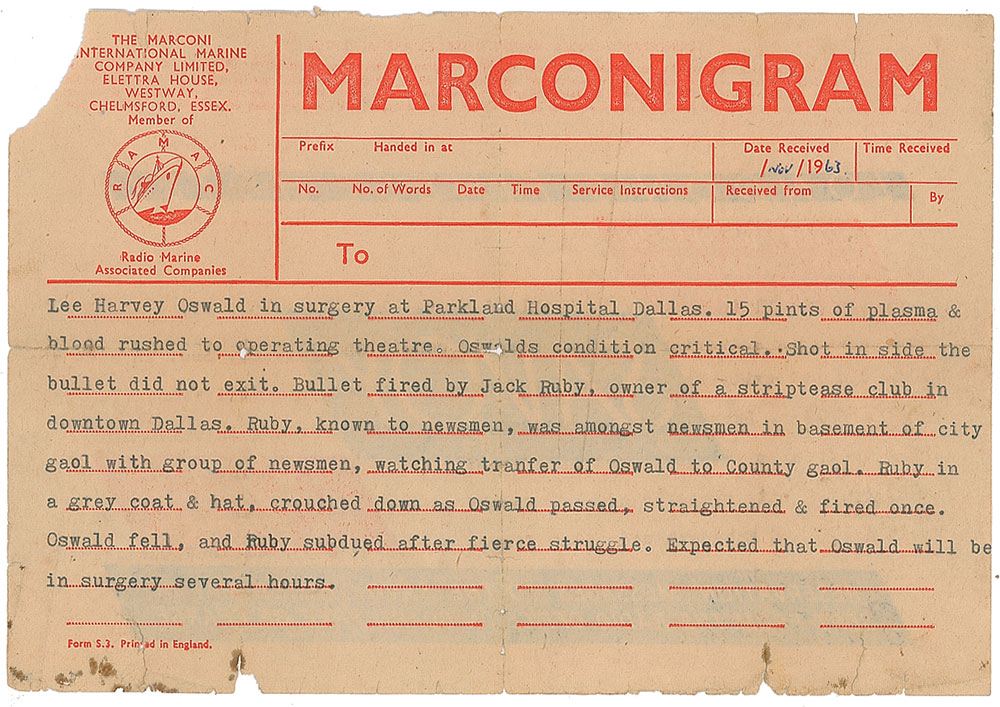 THE MARCONI
INTERNATIONAL MARINE
COMPANY LIMITED,
ELETTRA HOUSE,
WESTWAY,
CHELMSFORD, ESSEX.
Member of
R A M A C
Radio Marine
Associated Companies
MARCONIGRAM
Prefix Handed in at Date Received Time Received
/Nov/1963.
No. No. of Words Date Time Service Instructions Received from By
To
Lee Harvey Oswald in surgery at Parkland Hospital Dallas. 15 pints of plasma &
blood rushed to operating theatre. Oswalds condition critical. Shot in side the
bullet did not exit. Bullet fired by Jack Ruby, owner of a striptease club in
downtown Dallas. Ruby, known to newsmen, was amongst newsmen in basement of city
gaol with group of newsmen, watching tranfer of Oswald to County gaol. Ruby in
a grey coat & hat, crouched down as Oswald passed, straightened & fired once.
Oswald fell, and Ruby subdued after fierce struggle. Expected that Oswald will be
in surgery several hours.
Form S.3. Printed in England.